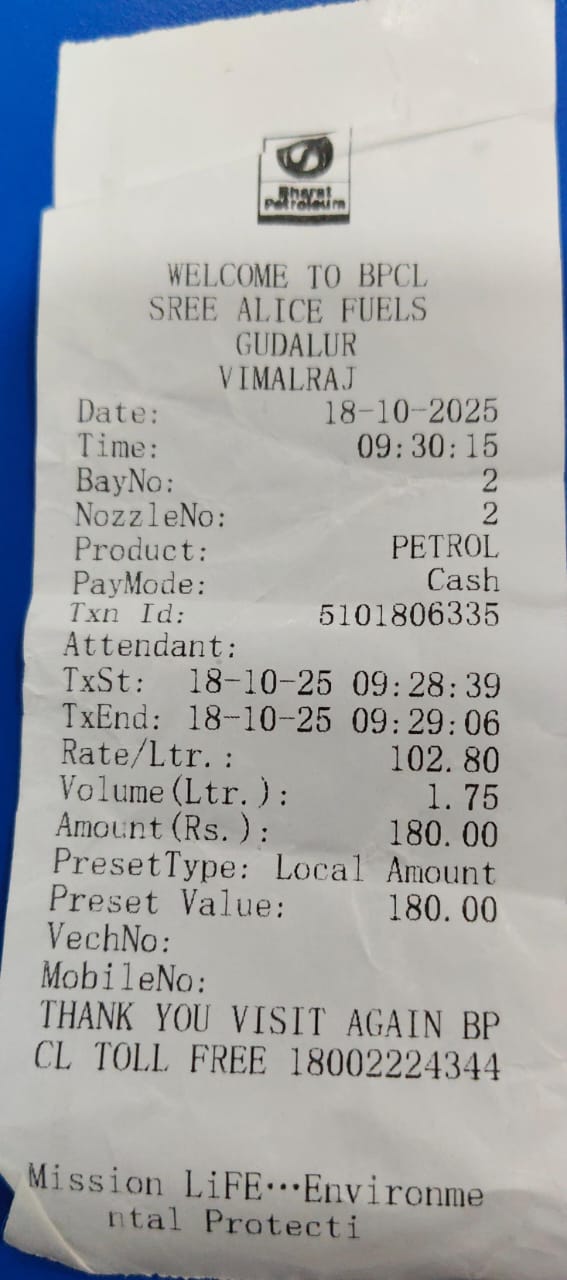 Bharat
Petroleum
WELCOME TO BPCL
SREE ALICE FUELS
GUDALUR
VIMALRAJ
Date: 18-10-2025
Time: 09:30:15
BayNo: 2
NozzleNo: 2
Product: PETROL
PayMode: Cash
Txn Id: 5101806335
Attendant:
TxSt: 18-10-25 09:28:39
TxEnd: 18-10-25 09:29:06
Rate/Ltr.: 102.80
Volume(Ltr.): 1.75
Amount(Rs.): 180.00
PresetType: Local Amount
Preset Value: 180.00
VechNo:
MobileNo:
THANK YOU VISIT AGAIN BP
CL TOLL FREE 18002224344
Mission LiFE···Environme
ntal Protecti